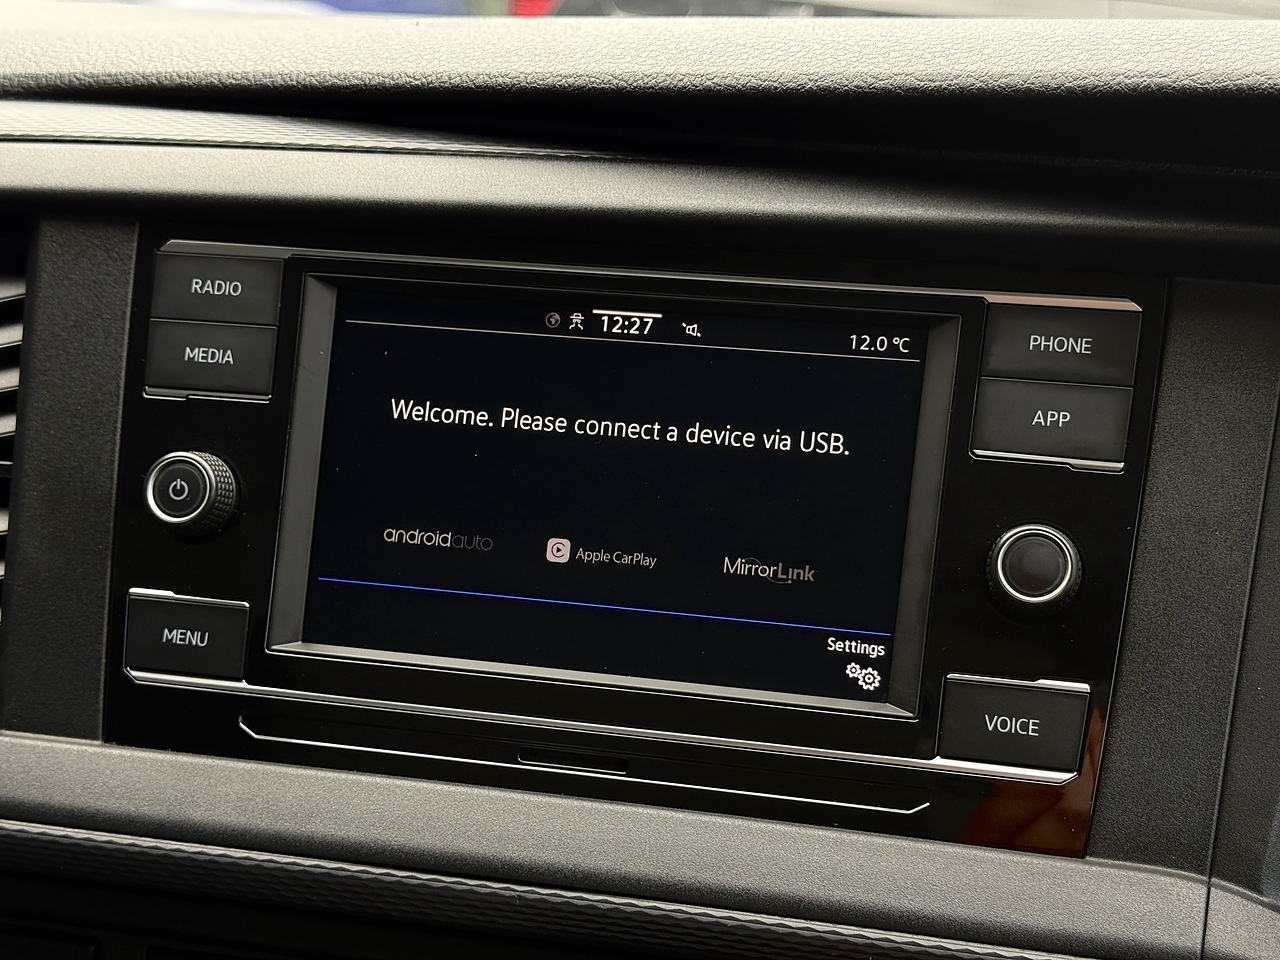 RADIO
MEDIA
MENU
12:27
12.0 °C
Welcome. Please connect a device via USB.
androidauto
Apple CarPlay
MirrorLink
Settings
PHONE
APP
VOICE